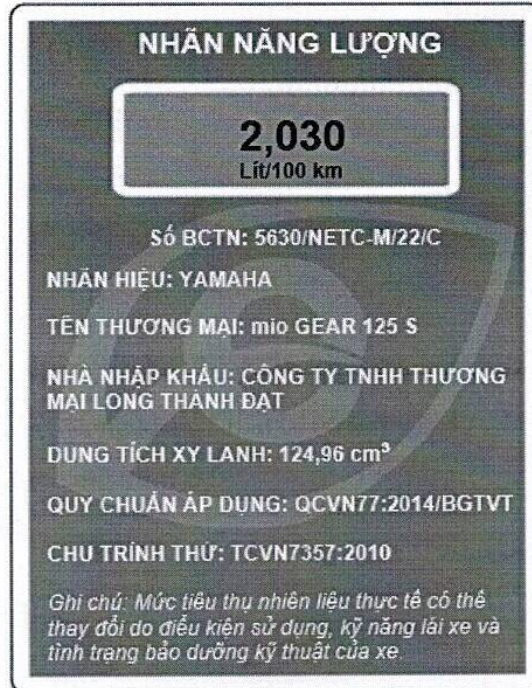 NHÃN NĂNG LƯỢNG
2,030
Lít/100 km
Số BCTN: 5630/NETC-M/22/C
NHÃN HIỆU: YAMAHA
TÊN THƯƠNG MẠI: mio GEAR 125 S
NHÀ NHẬP KHẨU: CÔNG TY TNHH THƯƠNG
MẠI LONG THÀNH ĐẠT
DUNG TÍCH XY LANH: 124,96 cm³
QUY CHUẨN ÁP DỤNG: QCVN77:2014/BGTVT
CHU TRÌNH THỬ: TCVN7357:2010
Ghi chú: Mức tiêu thụ nhiên liệu thực tế có thể
thay đổi do điều kiện sử dụng, kỹ năng lái xe và
tình trạng bảo dưỡng kỹ thuật của xe.